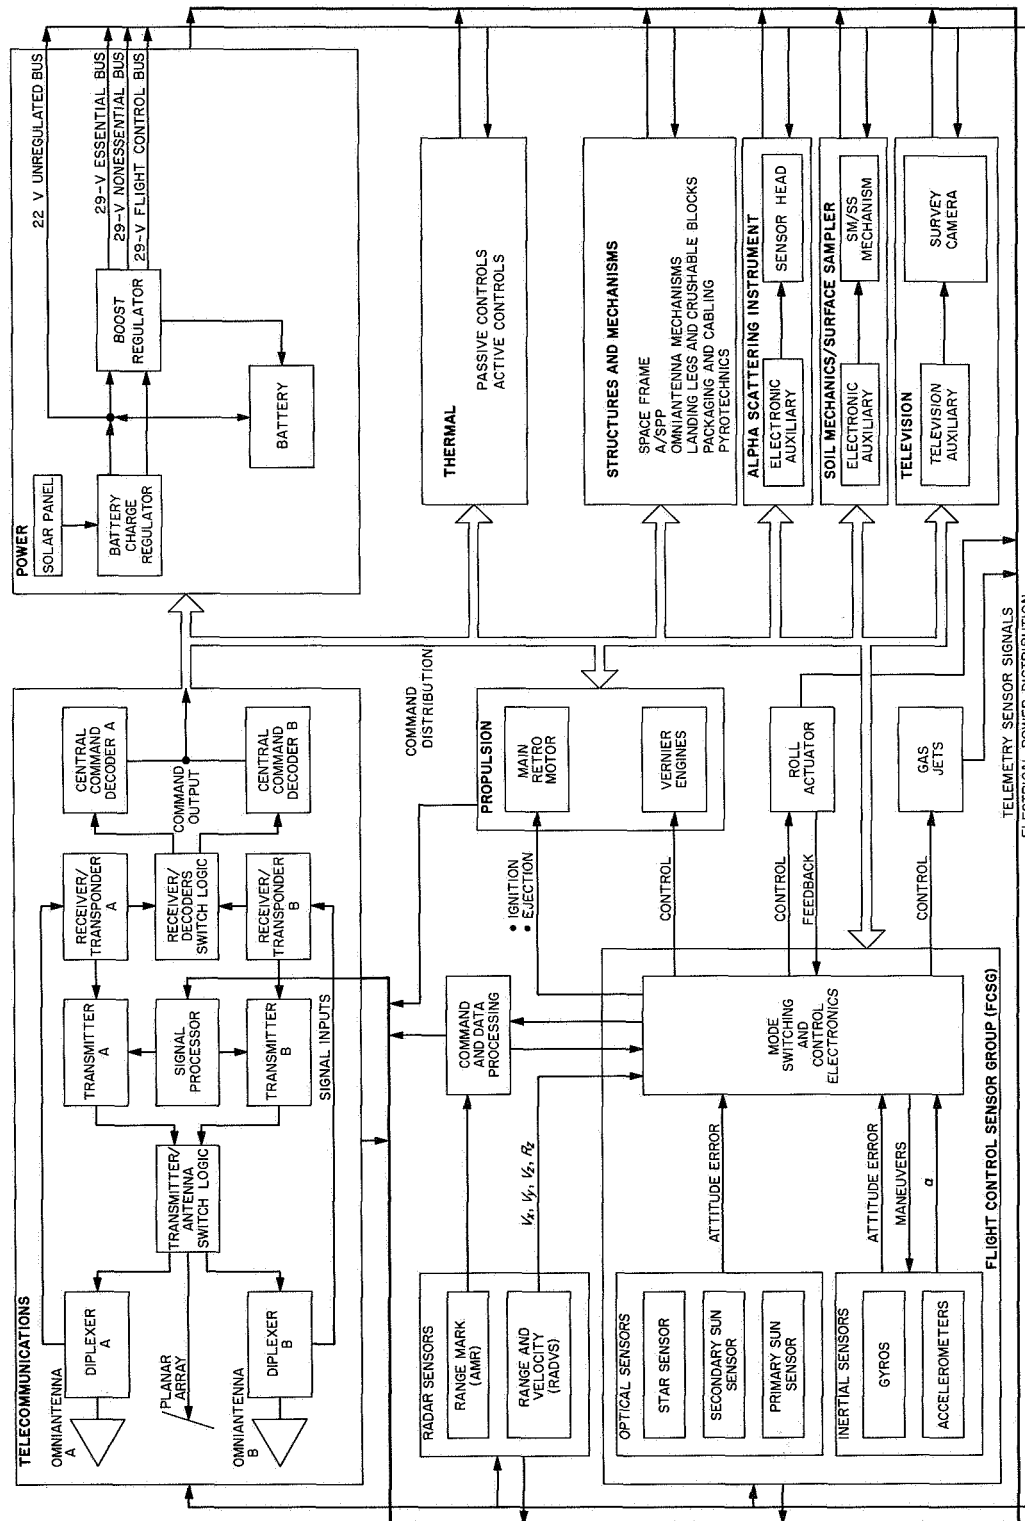 TELECOMMUNICATIONS
OMNIANTENNA
A
DIPLEXER
A
PLANAR
ARRAY
OMNIANTENNA
B
DIPLEXER
B
TRANSMITTER/
ANTENNA
SWITCH LOGIC
TRANSMITTER
A
SIGNAL
PROCESSOR
TRANSMITTER
B
SIGNAL INPUTS
RECEIVER/
TRANSPONDER
A
RECEIVER/
DECODERS
SWITCH LOGIC
RECEIVER/
TRANSPONDER
B
CENTRAL
COMMAND
DECODER A
COMMAND
OUTPUT
CENTRAL
COMMAND
DECODER B
POWER
SOLAR PANEL
BATTERY
CHARGE
REGULATOR
BOOST
REGULATOR
BATTERY
22 V UNREGULATED BUS
29-V ESSENTIAL BUS
29-V NONESSENTIAL BUS
29-V FLIGHT CONTROL BUS
COMMAND
DISTRIBUTION
RADAR SENSORS
RANGE MARK
(AMR)
RANGE AND
VELOCITY
(RADVS)
Vx, Vy, Vz, Rz
COMMAND
AND DATA
PROCESSING
• IGNITION
• EJECTION
PROPULSION
MAIN
RETRO
MOTOR
VERNIER
ENGINES
CONTROL
THERMAL
PASSIVE CONTROLS
ACTIVE CONTROLS
STRUCTURES AND MECHANISMS
SPACE FRAME
A/SPP
OMNIANTENNA MECHANISMS
LANDING LEGS AND CRUSHABLE BLOCKS
PACKAGING AND CABLING
PYROTECHNICS
OPTICAL SENSORS
STAR SENSOR
SECONDARY SUN
SENSOR
PRIMARY SUN
SENSOR
ATTITUDE ERROR
MODE
SWITCHING
AND
CONTROL
ELECTRONICS
CONTROL
FEEDBACK
ROLL
ACTUATOR
ALPHA SCATTERING INSTRUMENT
ELECTRONIC
AUXILIARY
SENSOR HEAD
SOIL MECHANICS/SURFACE SAMPLER
ELECTRONIC
AUXILIARY
SM/SS
MECHANISM
INERTIAL SENSORS
GYROS
ACCELEROMETERS
ATTITUDE ERROR
MANEUVERS
a
CONTROL
GAS
JETS
TELEVISION
TELEVISION
AUXILIARY
SURVEY
CAMERA
FLIGHT CONTROL SENSOR GROUP (FCSG)
TELEMETRY SENSOR SIGNALS
ELECTRICAL POWER DISTRIBUTION